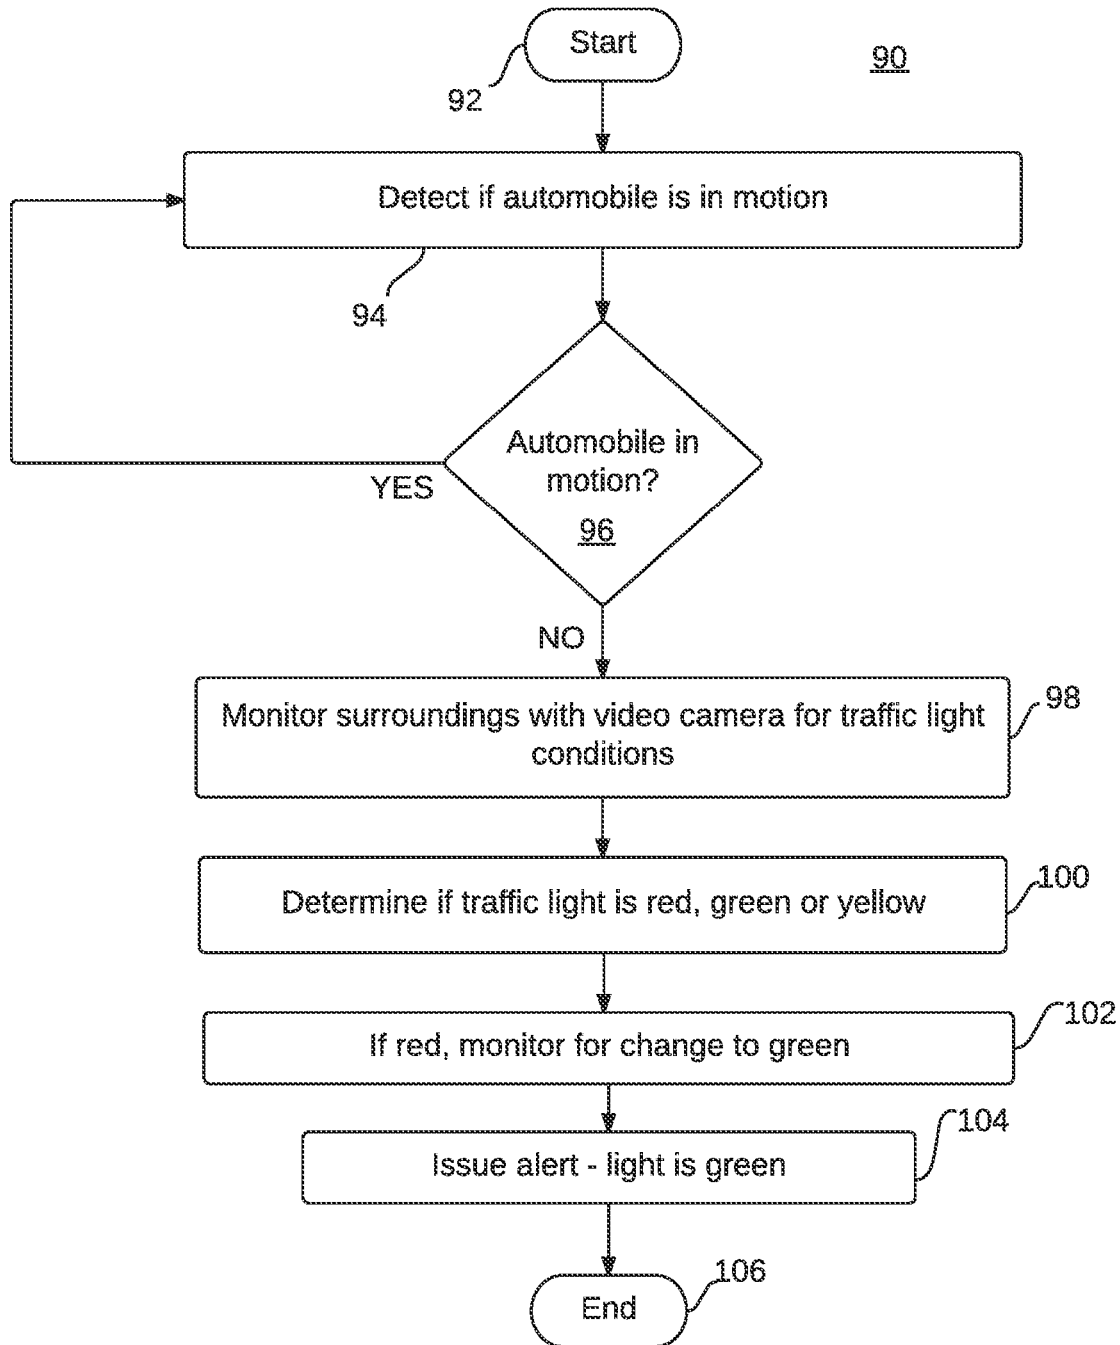 Start
90
92
Detect if automobile is in motion
94
Automobile in
motion?
96
YES
NO
Monitor surroundings with video camera for traffic light
conditions
98
Determine if traffic light is red, green or yellow
100
If red, monitor for change to green
102
Issue alert - light is green
104
End
106